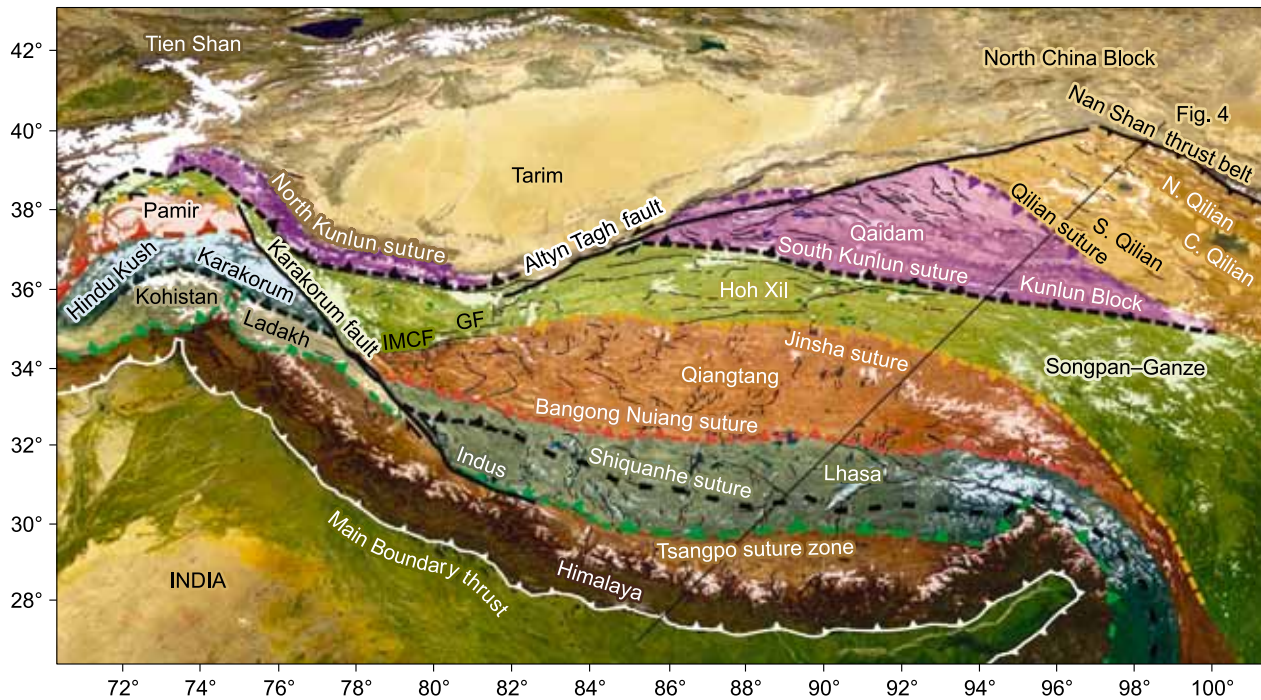 42°
40°
38°
36°
34°
32°
30°
28°
Tien Shan
North China Block
Fig. 4
Nan Shan thrust belt
Tarim
North Kunlun suture
Pamir
N. Qilian
C. Qilian
S. Qilian
Qilian suture
Qaidam
Altyn Tagh fault
South Kunlun suture
Kunlun Block
Hindu Kush
Karakorum
Karakorum fault
Kohistan
Ladakh
Hoh Xil
GF
IMCF
Jinsha suture
Songpan–Ganze
Qiangtang
Bangong Nuiang suture
Indus
Shiquanhe suture
Lhasa
Tsangpo suture zone
Main Boundary thrust
Himalaya
INDIA
72° 74° 76° 78° 80° 82° 84° 86° 88° 90° 92° 94° 96° 98° 100°